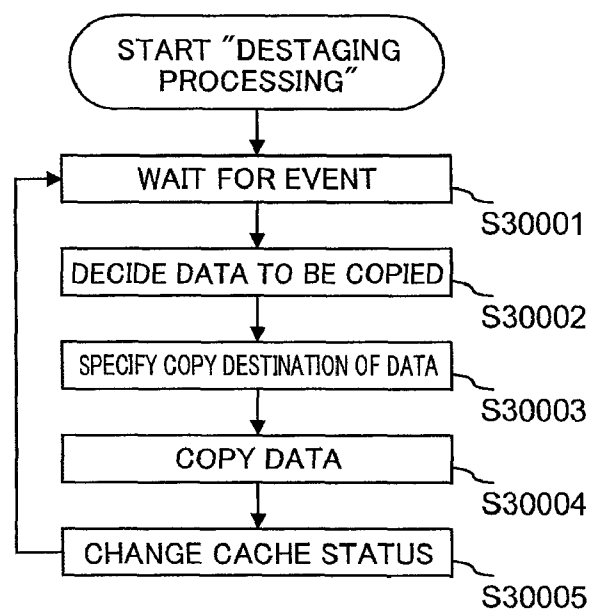 START "DESTAGING
PROCESSING"
WAIT FOR EVENT
S30001
DECIDE DATA TO BE COPIED
S30002
SPECIFY COPY DESTINATION OF DATA
S30003
COPY DATA
S30004
CHANGE CACHE STATUS
S30005